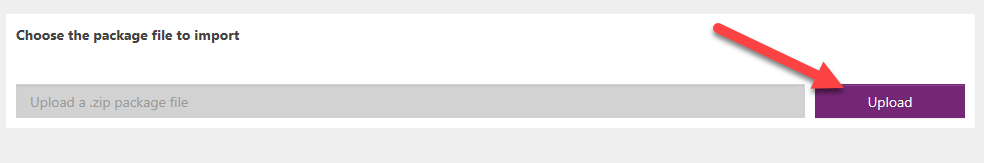 Choose the package file to import
Upload a .zip package file
Upload